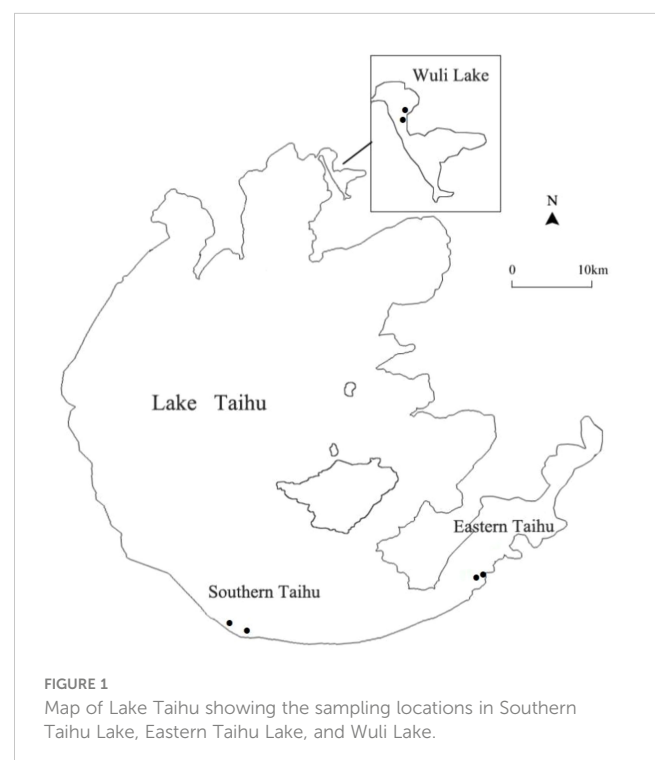 Wuli Lake
N
0 10km
Lake Taihu
Eastern Taihu
Southern Taihu
FIGURE 1
Map of Lake Taihu showing the sampling locations in Southern
Taihu Lake, Eastern Taihu Lake, and Wuli Lake.